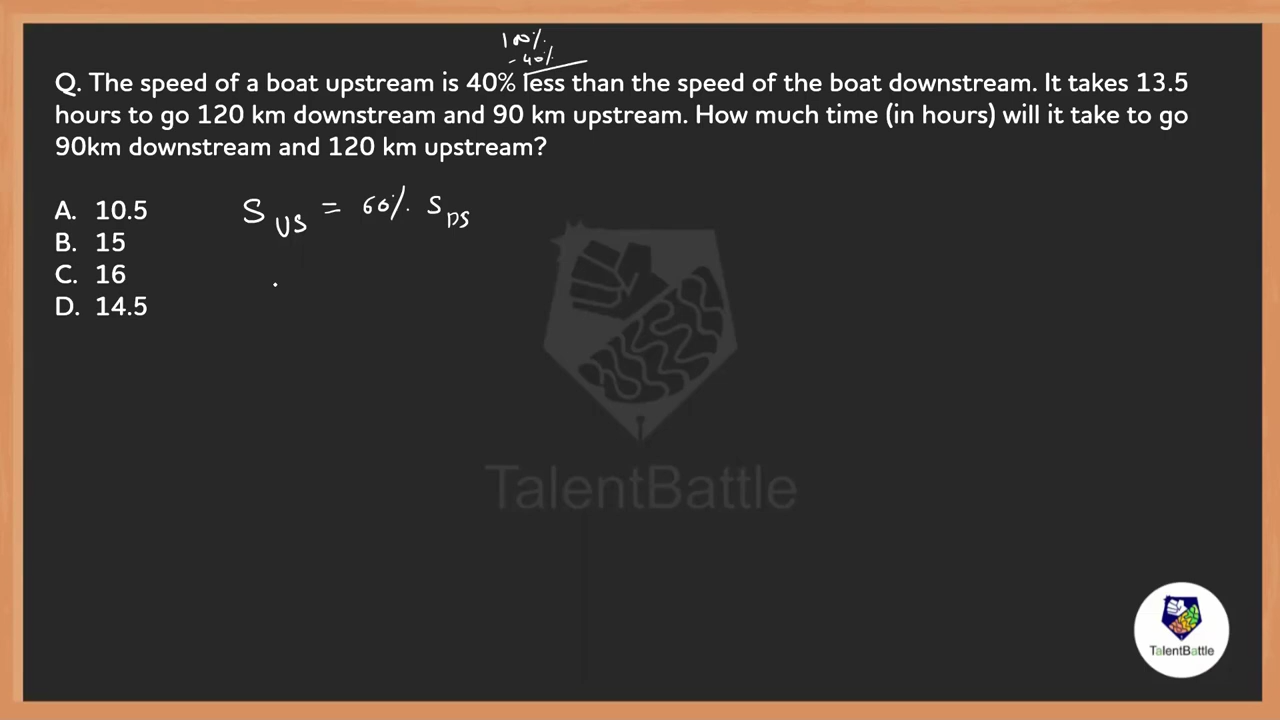 100%
-40%
Q. The speed of a boat upstream is 40% less than the speed of the boat downstream. It takes 13.5
hours to go 120 km downstream and 90 km upstream. How much time (in hours) will it take to go
90km downstream and 120 km upstream?
A. 10.5
B. 15
C. 16
D. 14.5
S US = 60% S DS
TalentBattle
TalentBattle